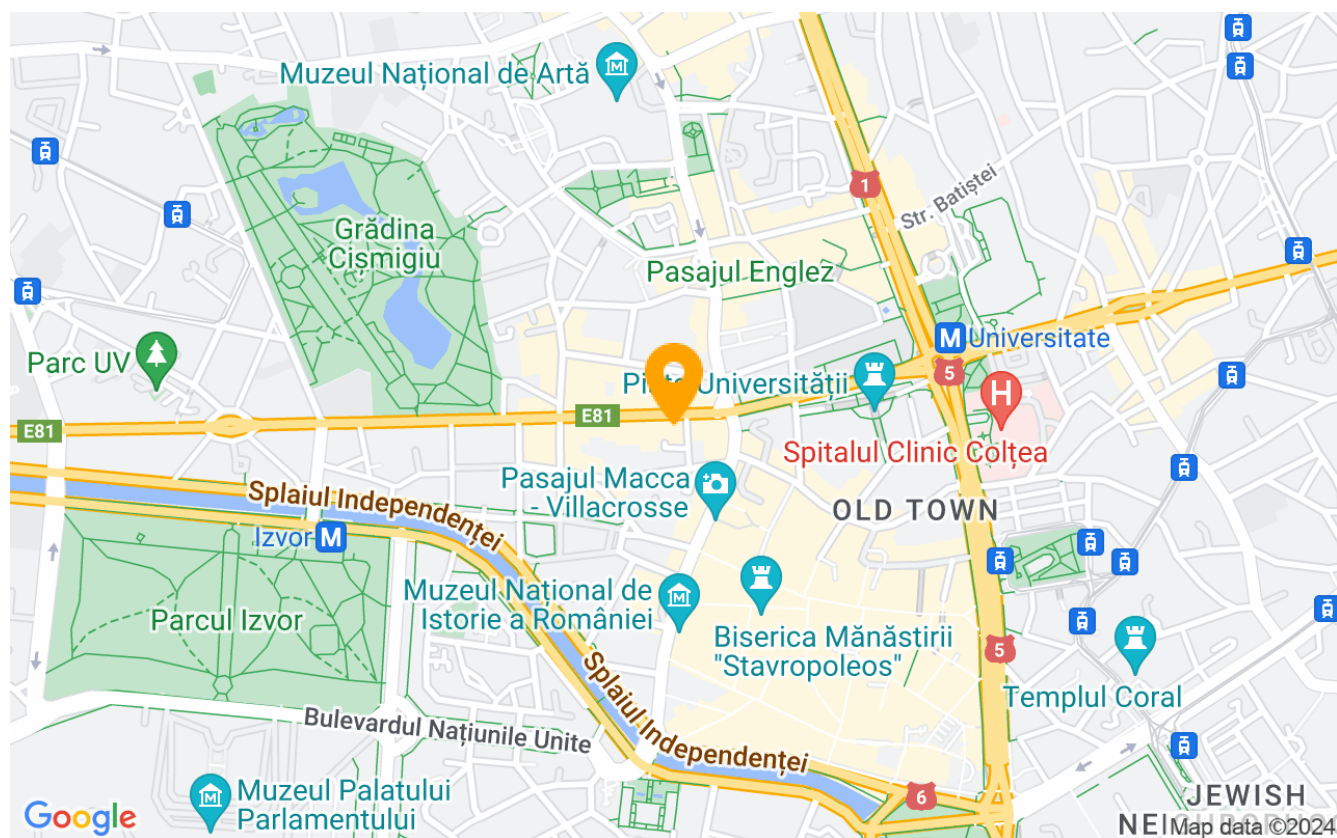 Muzeul Național de Artă
1
Str. Batiștei
Grădina
Cișmigiu
Pasajul Englez
M Universitate
Parc UV
Universității
5
H
E81
E81
Spitalul Clinic Colțea
Pasajul Macca
- Villacrosse
Splaiul Independenței
OLD TOWN
Izvor M
Muzeul Național de
Istorie a României
Parcul Izvor
Biserica Mănăstirii
"Stavropoleos"
5
Splaiul Independenței
Templul Coral
Bulevardul Națiunile Unite
Muzeul Palatului
Parlamentului
6
JEWISH
Google
Map data ©2024